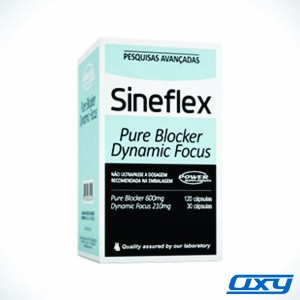 PESQUISAS AVANÇADAS
Sineflex
Pure Blocker
Dynamic Focus
NÃO ULTRAPASSE A DOSAGEM
RECOMENDADA NA EMBALAGEM
POWER
Pure Blocker 600mg 120 cápsulas
Dynamic Focus 210mg 30 cápsulas
Quality assured by our laboratory
OXY